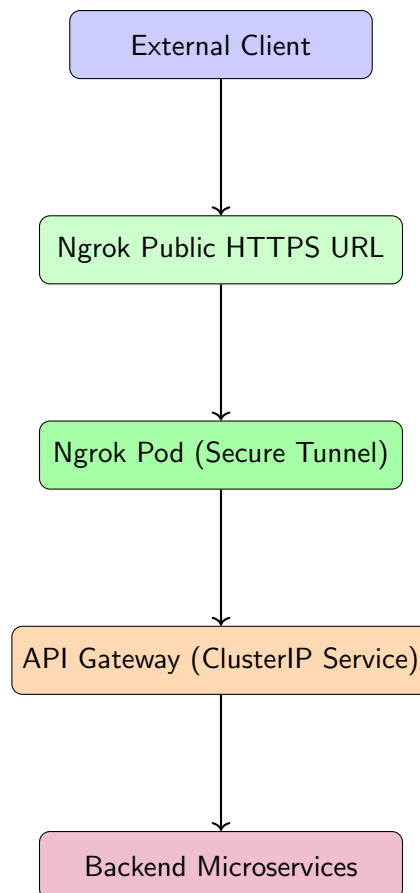 External Client
Ngrok Public HTTPS URL
Ngrok Pod (Secure Tunnel)
API Gateway (ClusterIP Service)
Backend Microservices